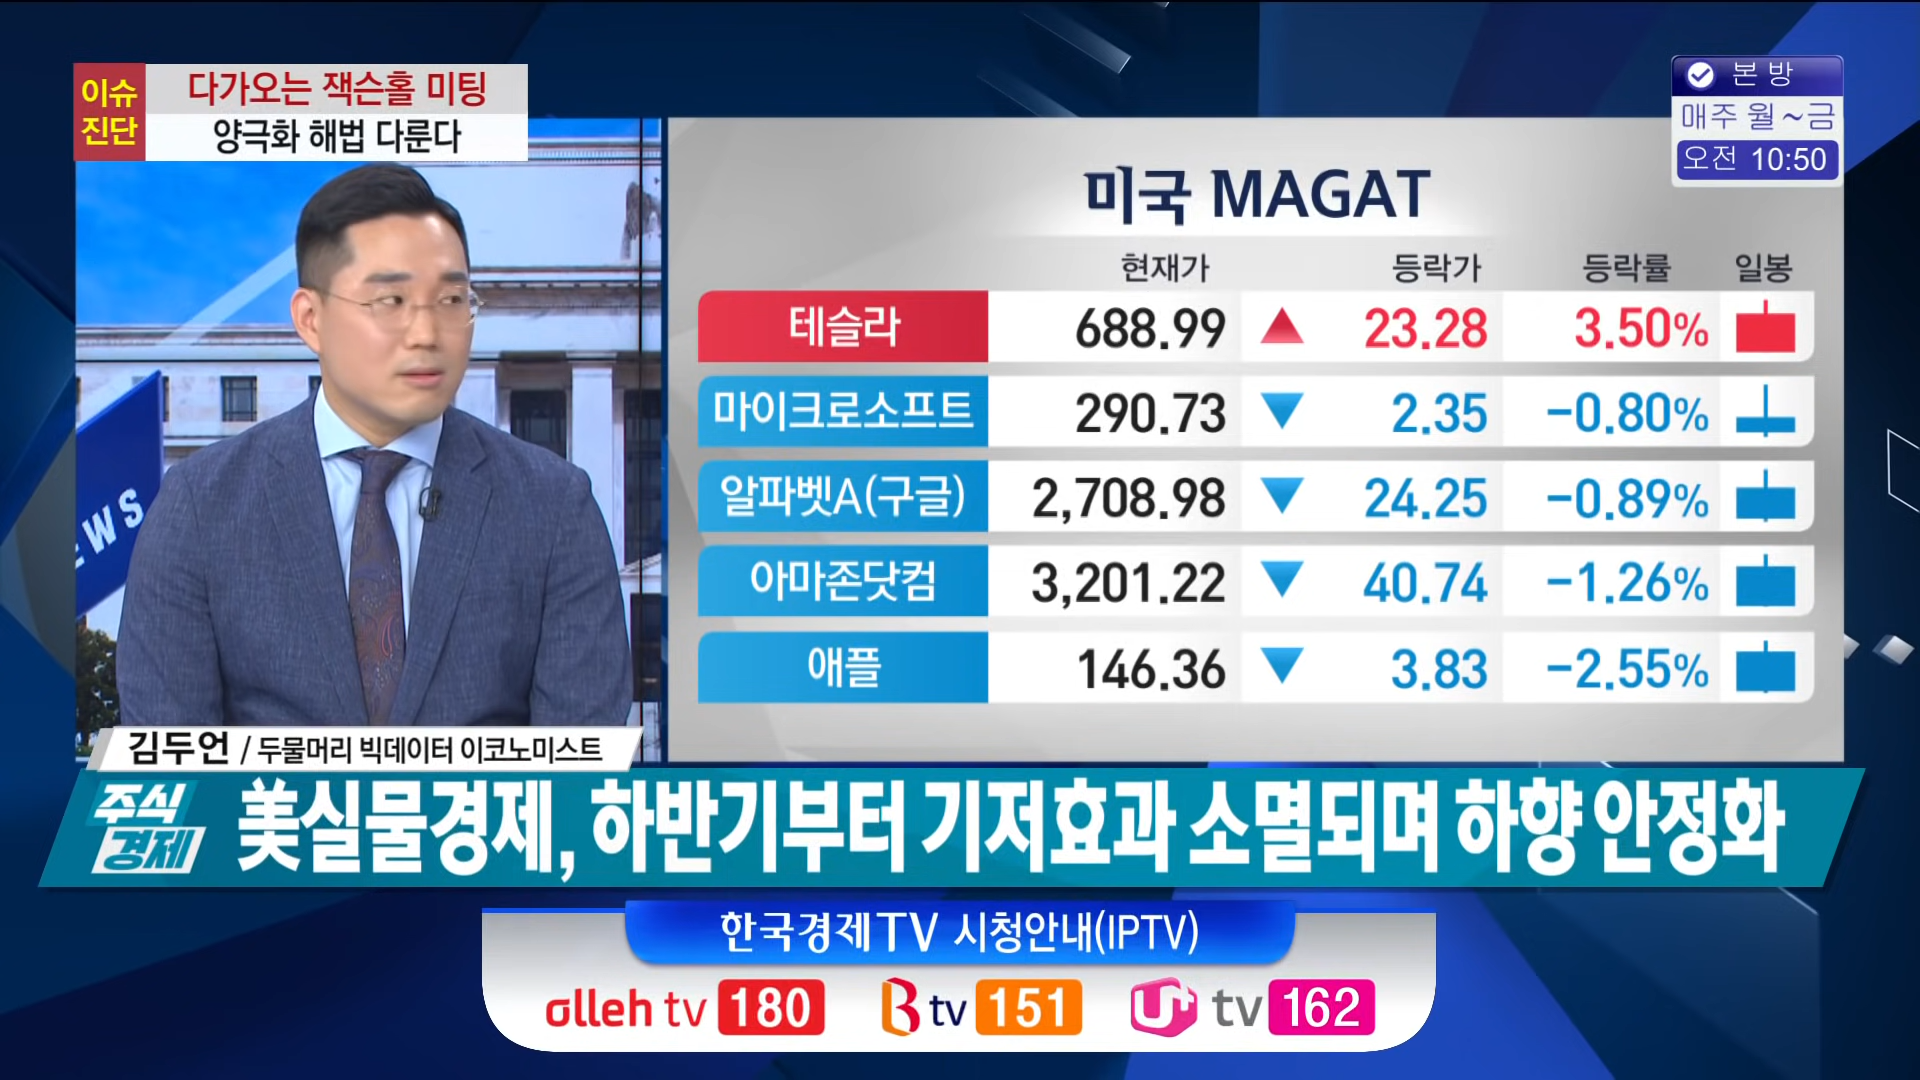 이슈
진단
다가오는 잭슨홀 미팅
양극화 해법 다룬다
본 방
매주 월~금
오전 10:50
미국 MAGAT
현재가 등락가 등락률 일봉
테슬라 688.99 ▲ 23.28 3.50%
마이크로소프트 290.73 ▼ 2.35 -0.80%
알파벳A(구글) 2,708.98 ▼ 24.25 -0.89%
아마존닷컴 3,201.22 ▼ 40.74 -1.26%
애플 146.36 ▼ 3.83 -2.55%
EWS
김두언 / 두물머리 빅데이터 이코노미스트
주식
경제
美실물경제, 하반기부터 기저효과 소멸되며 하향 안정화
한국경제TV 시청안내(IPTV)
olleh tv 180 B tv 151 U+ tv 162